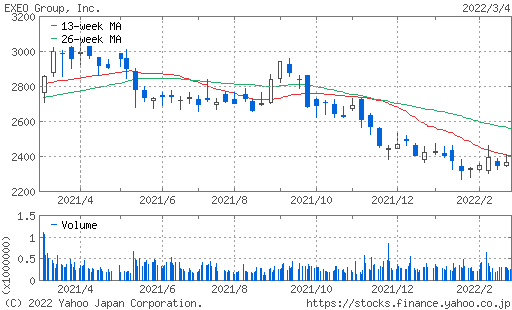 EXEO Group, Inc. 2022/3/4
3200
13-week MA
26-week MA
3000
2800
2600
2400
2200
2021/4 2021/6 2021/8 2021/10 2021/12 2022/2
1.5
Volume
1.0
0.5
0.0
(x1000000)
2021/4 2021/6 2021/8 2021/10 2021/12 2022/2
(C) 2022 Yahoo Japan Corporation. https://stocks.finance.yahoo.co.jp/